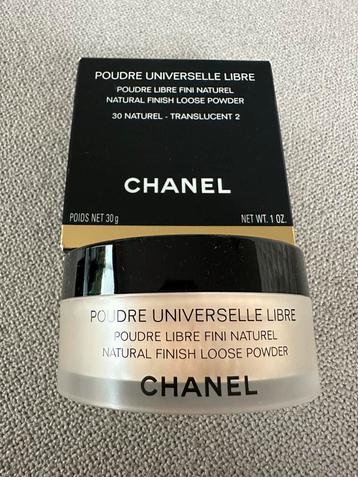 POUDRE UNIVERSELLE LIBRE
POUDRE LIBRE FINI NATUREL
NATURAL FINISH LOOSE POWDER
30 NATUREL - TRANSLUCENT 2
CHANEL
POIDS NET 30 g NET WT. 1 OZ.
POUDRE UNIVERSELLE LIBRE
POUDRE LIBRE FINI NATUREL
NATURAL FINISH LOOSE POWDER
CHANEL